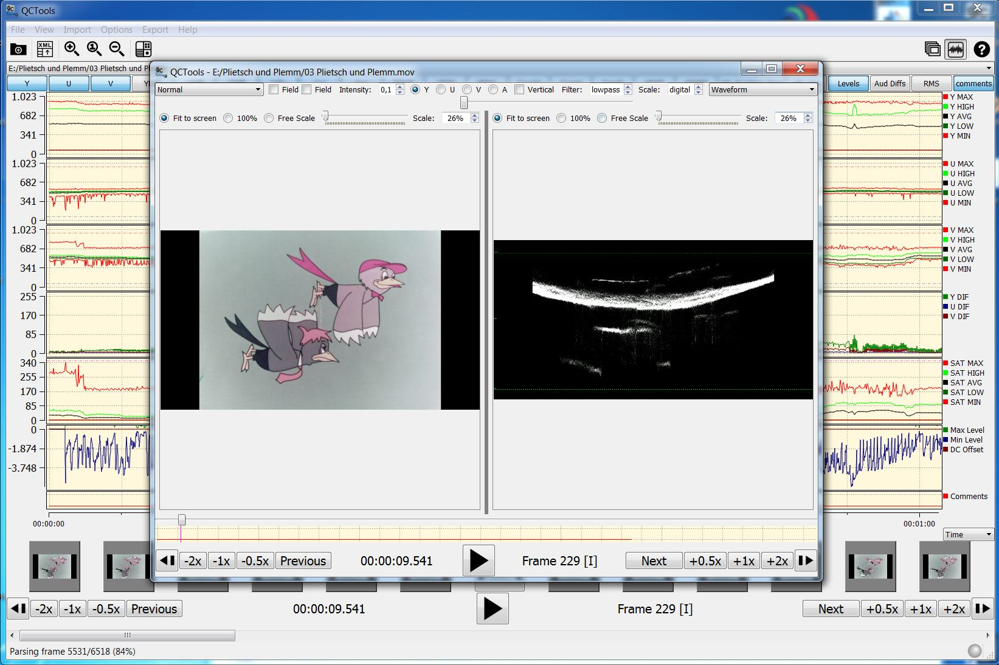 QCTools
File View Import Options Export Help
XML
E:/Plietsch und Plemm/03 Plietsch und Pl
QCTools - E:/Plietsch und Plemm/03 Plietsch und Plemm.mov
Y U V Levels Aud Diffs RMS comments
Normal Field Field Intensity: 0,1 Y U V A Vertical Filter: lowpass Scale: digital Waveform
Fit to screen 100% Free Scale Scale: 26% Fit to screen 100% Free Scale Scale: 26%
1.023
682
341
0
Y MAX
Y HIGH
Y AVG
Y LOW
Y MIN
1.023
682
341
0
U MAX
U HIGH
U AVG
U LOW
U MIN
1.023
682
341
0
V MAX
V HIGH
V AVG
V LOW
V MIN
255
170
85
0
Y DIF
U DIF
V DIF
340
255
170
85
0
SAT MAX
SAT HIGH
SAT AVG
SAT LOW
SAT MIN
0
-1.874
-3.748
Max Level
Min Level
DC Offset
Comments
00:00:00 00:01:00
Time
-2x -1x -0.5x Previous 00:00:09.541 Frame 229 [I] Next +0.5x +1x +2x
-2x -1x -0.5x Previous 00:00:09.541 Frame 229 [I] Next +0.5x +1x +2x
Parsing frame 5531/6518 (84%)